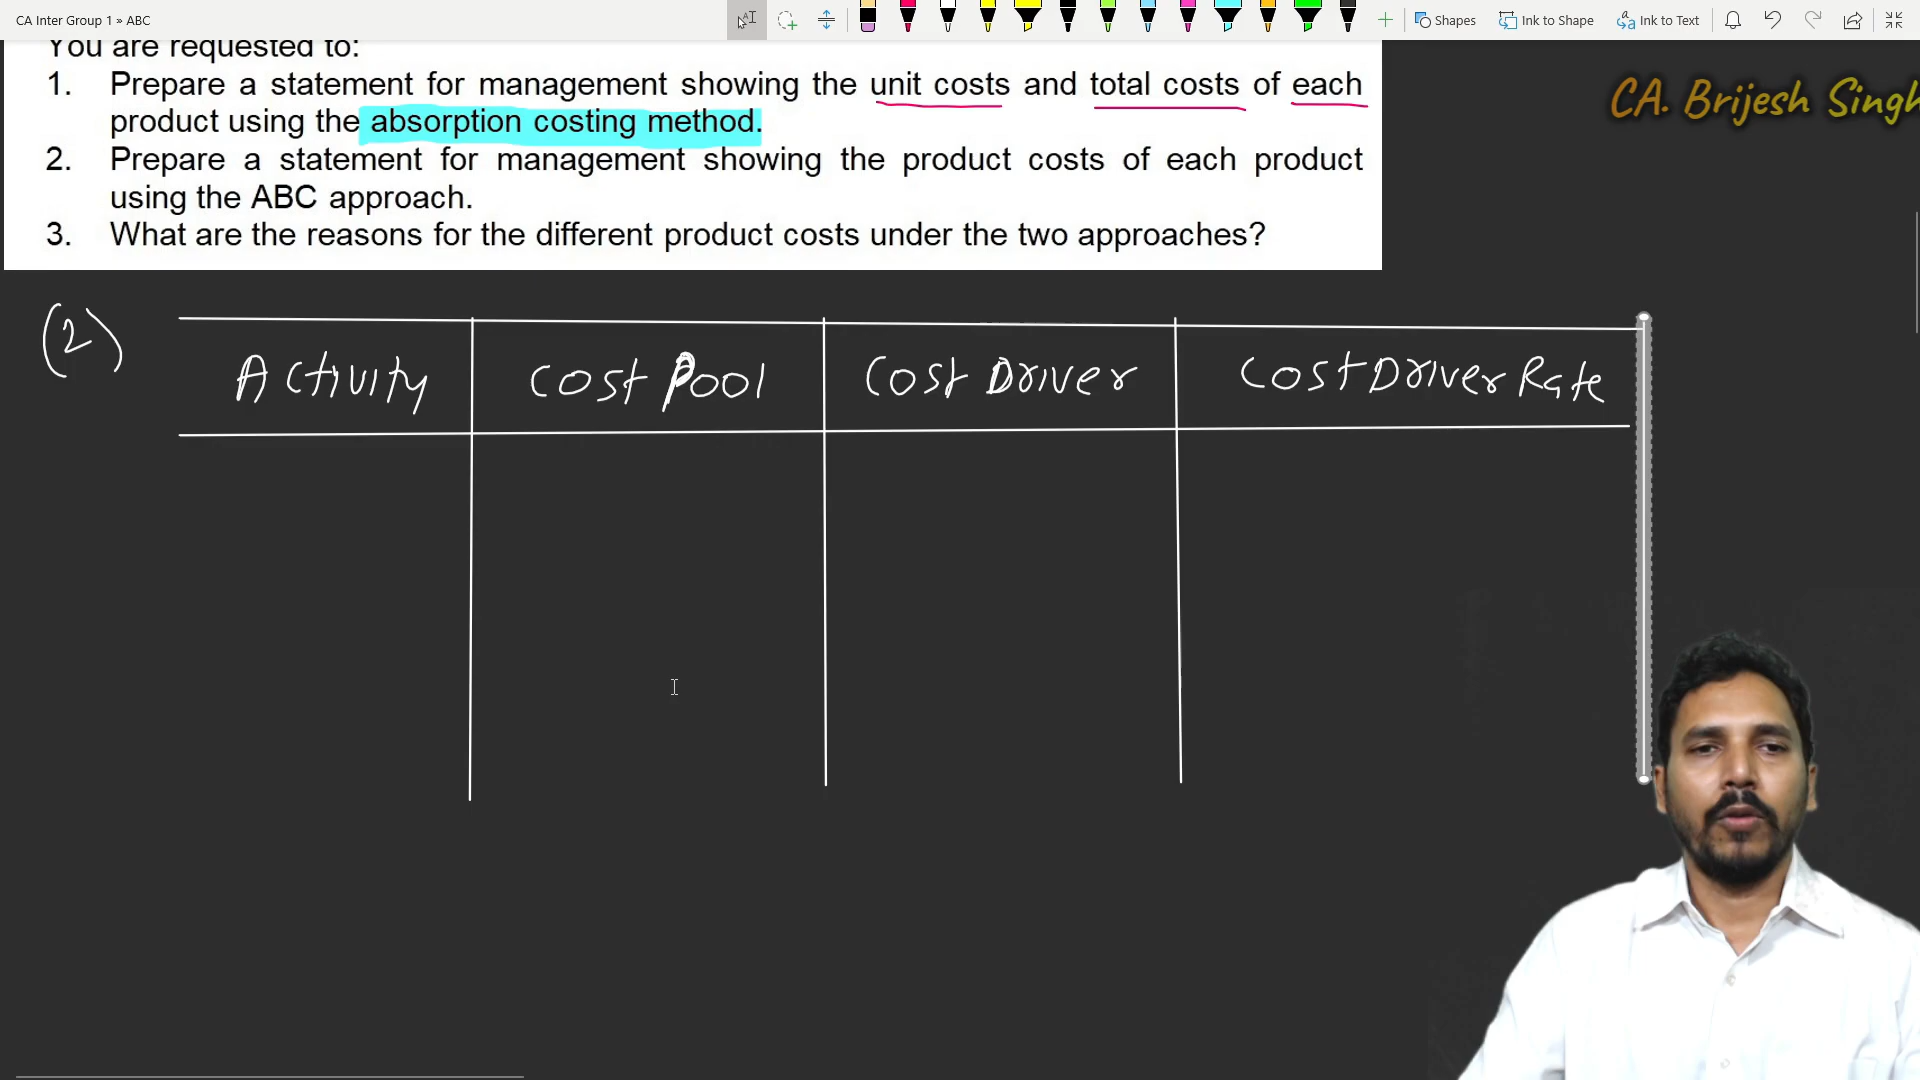 CA Inter Group 1 » ABC
Shapes Ink to Shape Ink to Text
You are requested to:
1. Prepare a statement for management showing the unit costs and total costs of each
product using the absorption costing method.
2. Prepare a statement for management showing the product costs of each product
using the ABC approach.
3. What are the reasons for the different product costs under the two approaches?
CA. Brijesh Singh
(2)
Activity Cost Pool Cost Driver Cost Driver Rate